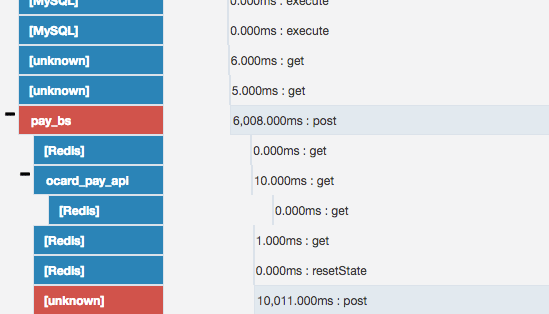 [MySQL] 0.000ms : execute
[MySQL] 0.000ms : execute
[unknown] 6.000ms : get
[unknown] 5.000ms : get
pay_bs 6,008.000ms : post
[Redis] 0.000ms : get
ocard_pay_api 10.000ms : get
[Redis] 0.000ms : get
[Redis] 1.000ms : get
[Redis] 0.000ms : resetState
[unknown] 10,011.000ms : post